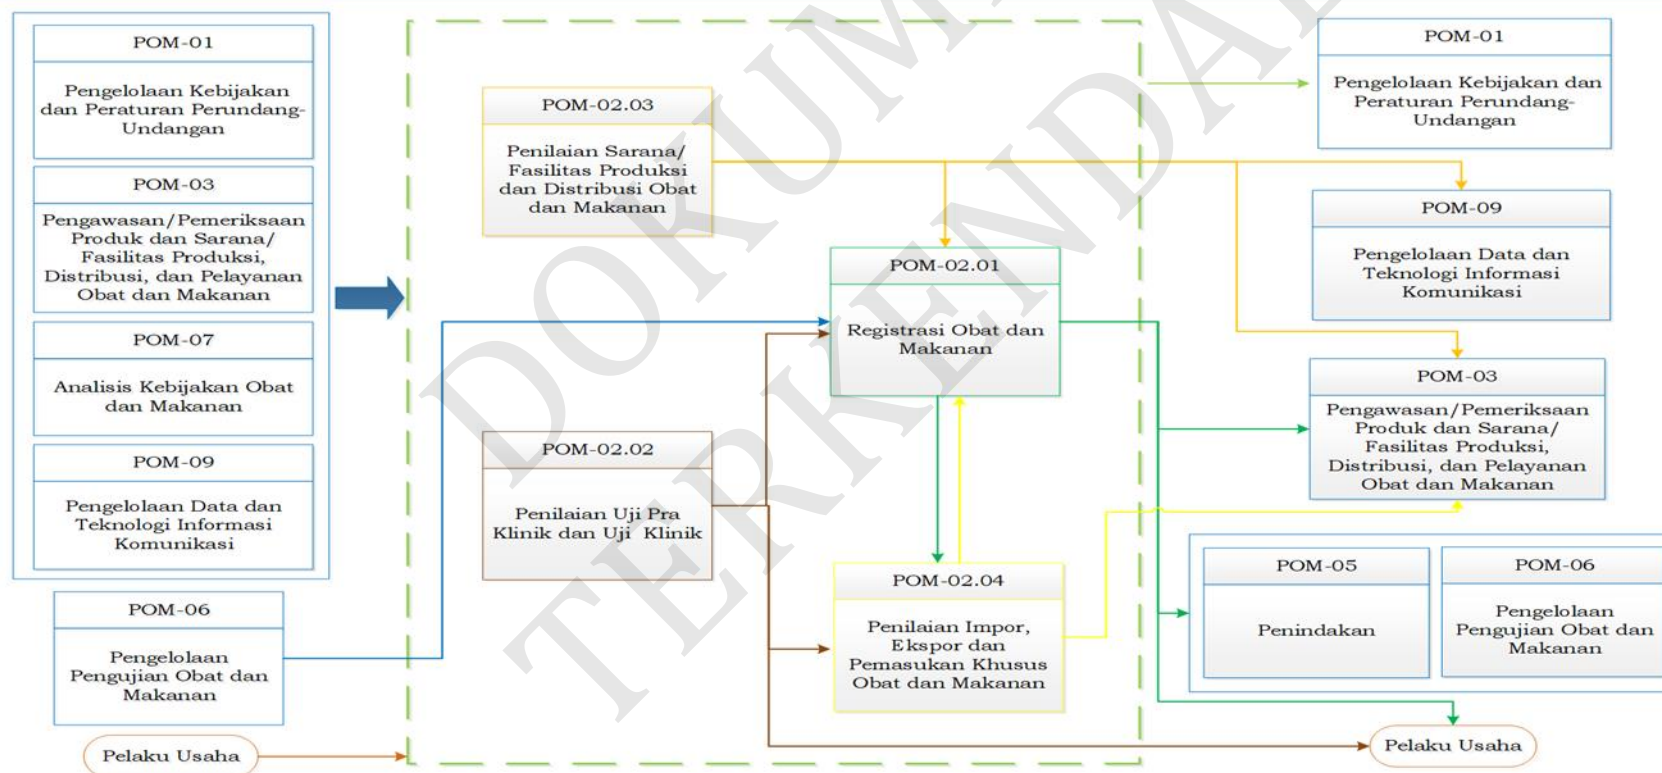 POM-01
Pengelolaan Kebijakan
dan Peraturan Perundang-
Undangan
POM-03
Pengawasan/Pemeriksaan
Produk dan Sarana/
Fasilitas Produksi,
Distribusi, dan Pelayanan
Obat dan Makanan
POM-07
Analisis Kebijakan Obat
dan Makanan
POM-09
Pengelolaan Data dan
Teknologi Informasi
Komunikasi
POM-06
Pengelolaan
Pengujian Obat dan
Makanan
Pelaku Usaha
POM-02.03
Penilaian Sarana/
Fasilitas Produksi
dan Distribusi Obat
dan Makanan
POM-02.02
Penilaian Uji Pra
Klinik dan Uji Klinik
POM-02.01
Registrasi Obat dan
Makanan
POM-02.04
Penilaian Impor,
Ekspor dan
Pemasukan Khusus
Obat dan Makanan
POM-01
Pengelolaan Kebijakan dan
Peraturan Perundang-
Undangan
POM-09
Pengelolaan Data dan
Teknologi Informasi
Komunikasi
POM-03
Pengawasan/Pemeriksaan
Produk dan Sarana/
Fasilitas Produksi,
Distribusi, dan Pelayanan
Obat dan Makanan
POM-05
Penindakan
POM-06
Pengelolaan
Pengujian Obat dan
Makanan
Pelaku Usaha